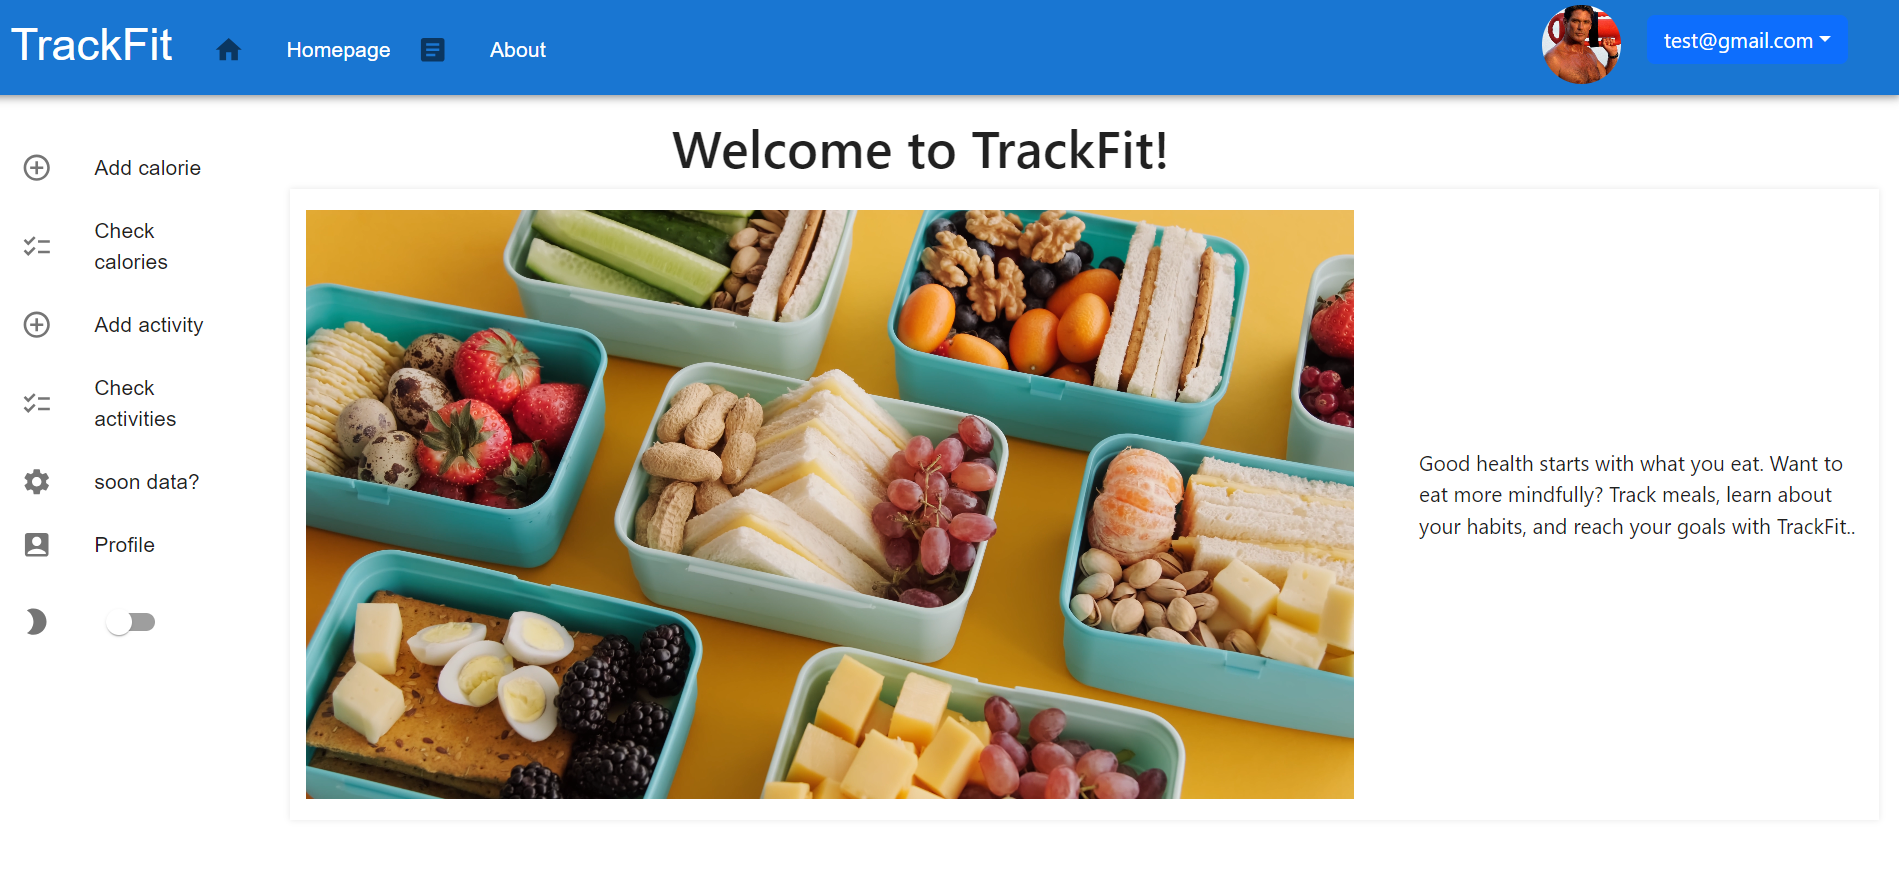 TrackFit
Homepage
About
test@gmail.com
Add calorie
Check
calories
Add activity
Check
activities
soon data?
Profile
Welcome to TrackFit!
Good health starts with what you eat. Want to
eat more mindfully? Track meals, learn about
your habits, and reach your goals with TrackFit..